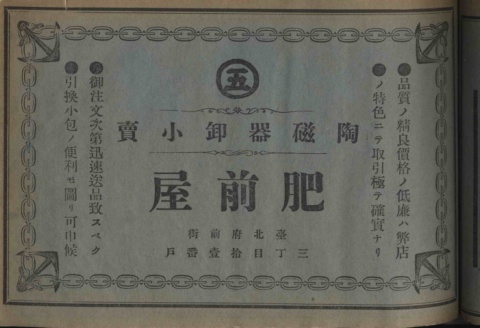 ●品質ノ精良價格ノ低廉ハ弊店
●ノ特色ニテ取引極テ確實ナリ
五
賣小卸器磁陶
屋前肥
街前府北臺
戶番壹拾目丁三
●御注文次第迅速送品致スベク
●引換小包ノ便利モ圖リ可申候